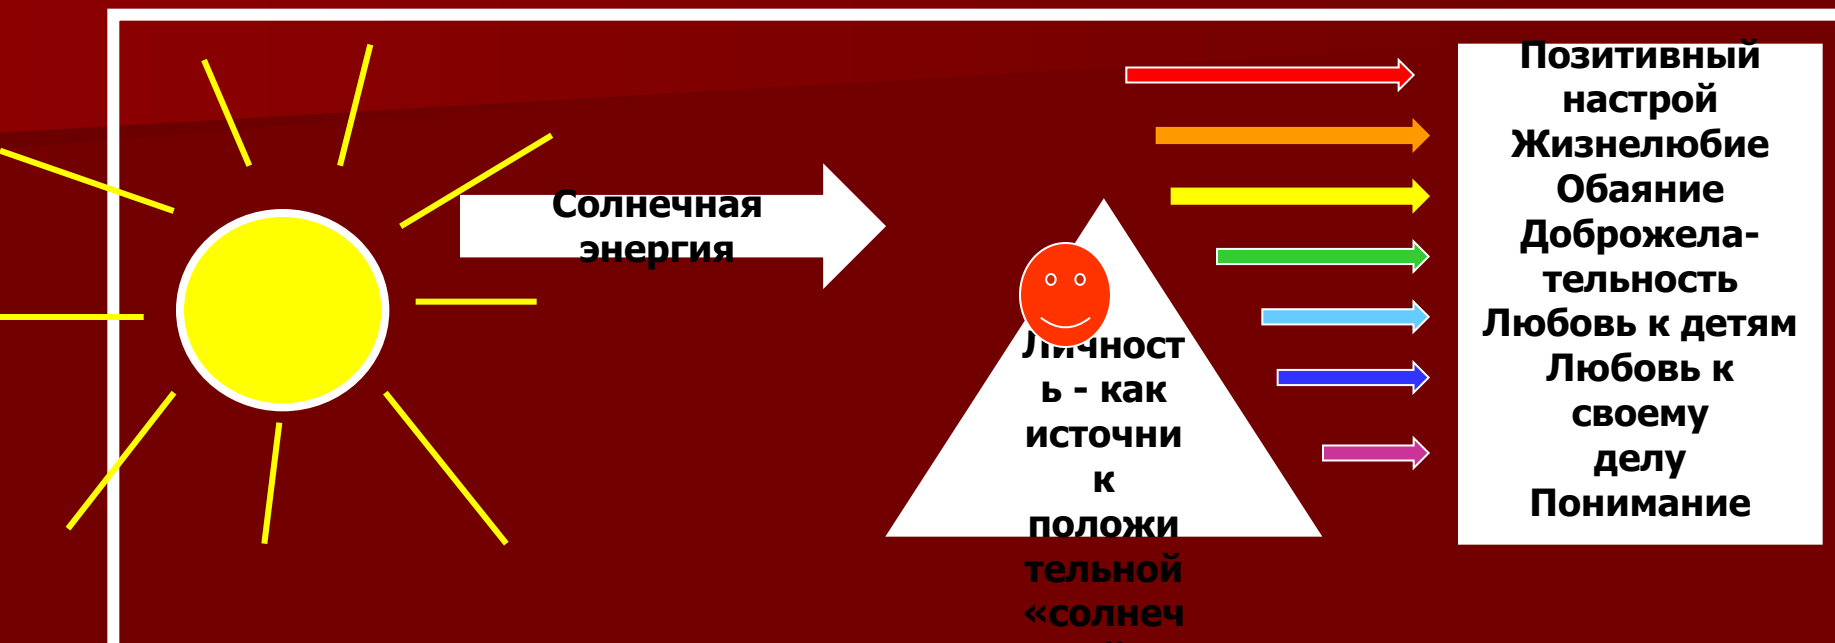 Солнечная
энергия
Личност
ь - как
источни
к
положи
тельной
«солнеч
Позитивный
настрой
Жизнелюбие
Обаяние
Доброжела-
тельность
Любовь к детям
Любовь к
своему
делу
Понимание